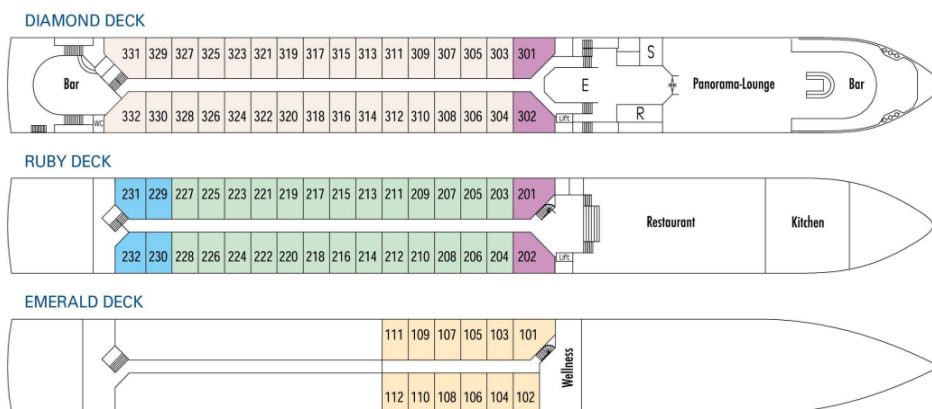 DIAMOND DECK
331 329 327 325 323 321 319 317 315 313 311 309 307 305 303 301
S
Bar
E
Panorama-Lounge
Bar
332 330 328 326 324 322 320 318 316 314 312 310 308 306 304 302
WC
Lift
R
RUBY DECK
231 229 227 225 223 221 219 217 215 213 211 209 207 205 203 201
Restaurant
Kitchen
232 230 228 226 224 222 220 218 216 214 212 210 208 206 204 202
Lift
EMERALD DECK
111 109 107 105 103 101
Wellness
112 110 108 106 104 102